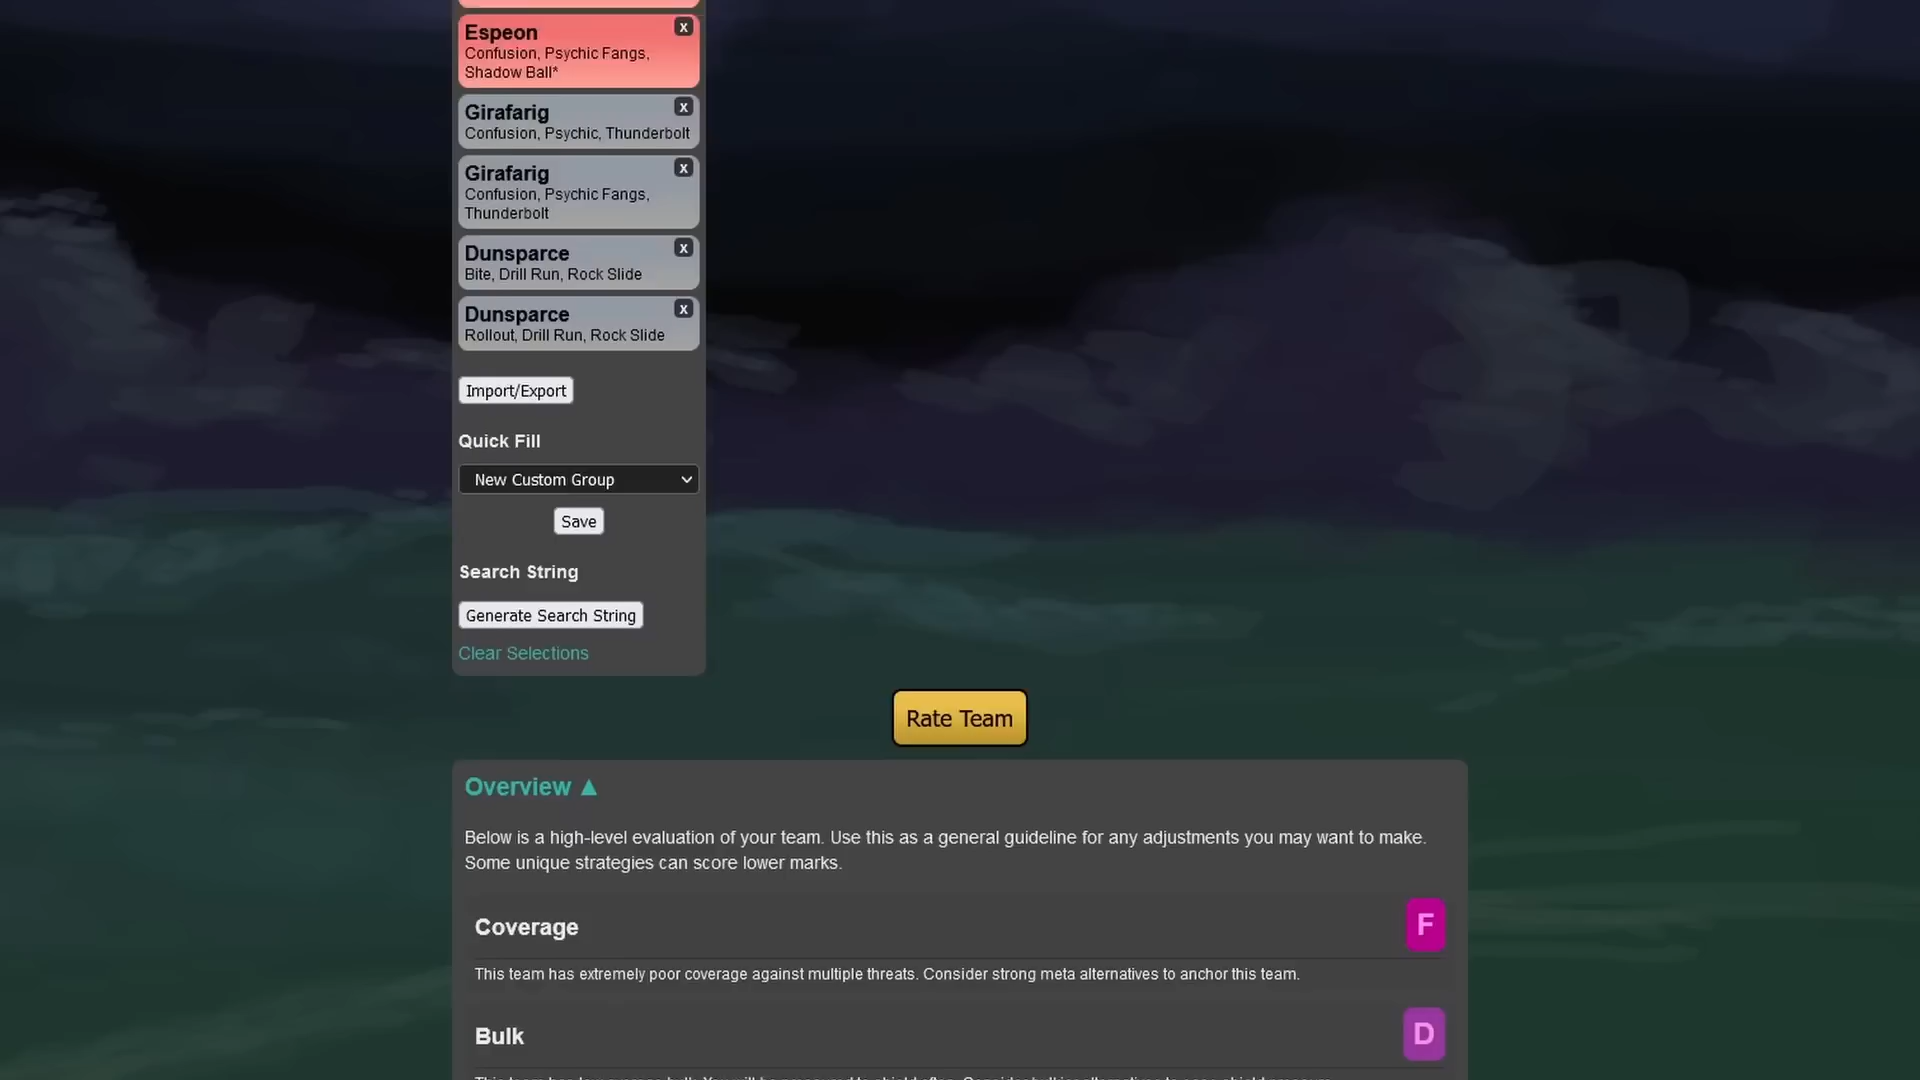 Espeon
x
Confusion, Psychic Fangs,
Shadow Ball*
Girafarig
x
Confusion, Psychic, Thunderbolt
Girafarig
x
Confusion, Psychic Fangs,
Thunderbolt
Dunsparce
x
Bite, Drill Run, Rock Slide
Dunsparce
x
Rollout, Drill Run, Rock Slide
Import/Export
Quick Fill
New Custom Group
Save
Search String
Generate Search String
Clear Selections
Rate Team
Overview ▲
Below is a high-level evaluation of your team. Use this as a general guideline for any adjustments you may want to make.
Some unique strategies can score lower marks.
Coverage
F
This team has extremely poor coverage against multiple threats. Consider strong meta alternatives to anchor this team.
Bulk
D